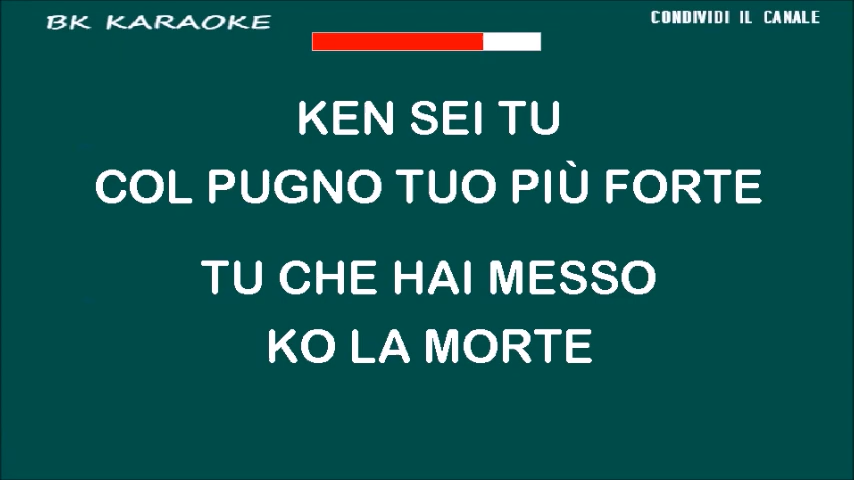 BK KARAOKE
CONDIVIDI IL CANALE
KEN SEI TU
COL PUGNO TUO PIÙ FORTE
TU CHE HAI MESSO
KO LA MORTE